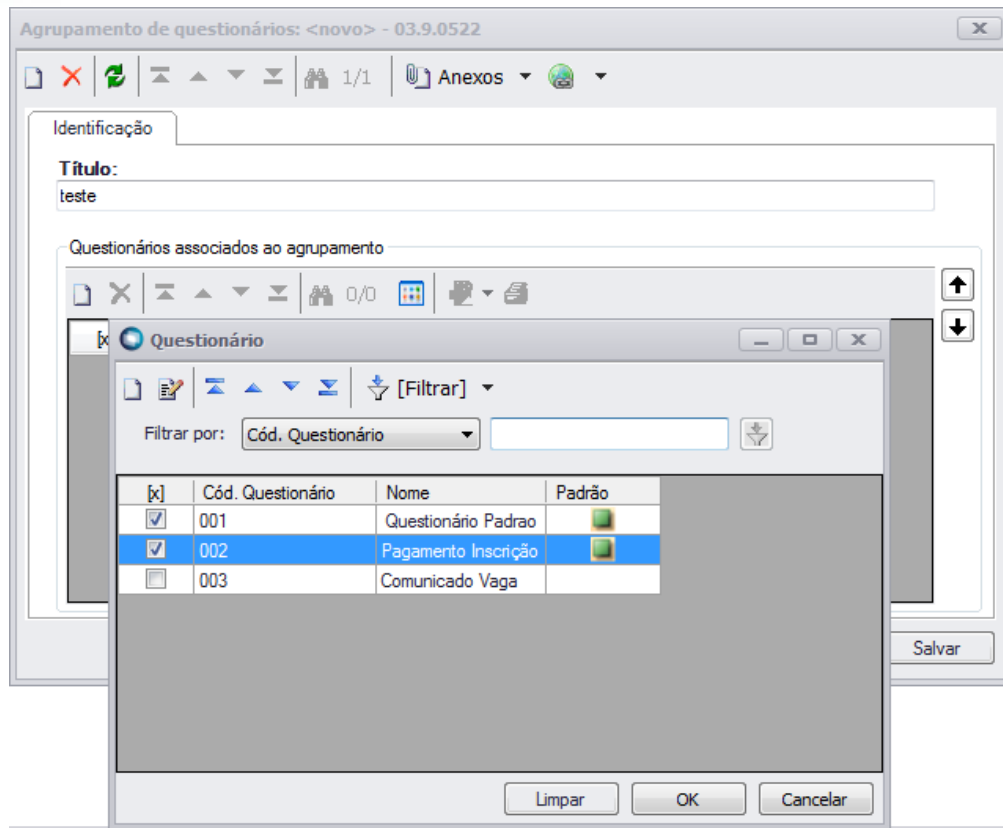 Agrupamento de questionários: <novo> - 03.9.0522
1/1 Anexos
Identificação
Título:
teste
Questionários associados ao agrupamento
0/0
[x
Questionário
[Filtrar]
Filtrar por: Cód. Questionário
[x] Cód. Questionário Nome Padrão
001 Questionário Padrao
002 Pagamento Inscrição
003 Comunicado Vaga
Salvar
Limpar OK Cancelar